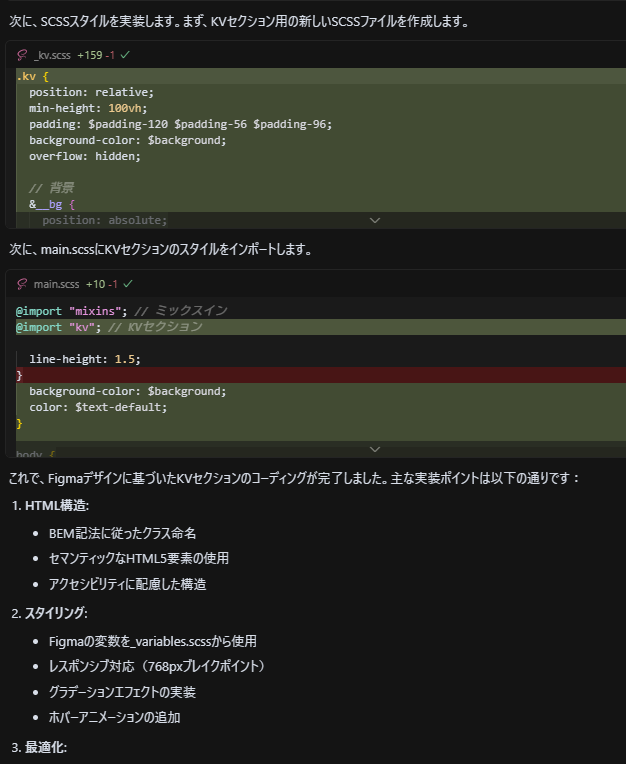 次に、SCSSスタイルを実装します。まず、KVセクション用の新しいSCSSファイルを作成します。
_kv.scss +159 -1
.kv {
position: relative;
min-height: 100vh;
padding: $padding-120 $padding-56 $padding-96;
background-color: $background;
overflow: hidden;
// 背景
&__bg {
position: absolute;
次に、main.scssにKVセクションのスタイルをインポートします。
main.scss +10 -1
@import "mixins"; // ミックスイン
@import "kv"; // KVセクション
line-height: 1.5;
}
background-color: $background;
color: $text-default;
}
body {
これで、Figmaデザインに基づいたKVセクションのコーディングが完了しました。主な実装ポイントは以下の通りです：
1. HTML構造:
• BEM記法に従ったクラス命名
• セマンティックなHTML5要素の使用
• アクセシビリティに配慮した構造
2. スタイリング:
• Figmaの変数を_variables.scssから使用
• レスポンシブ対応（768pxブレイクポイント）
• グラデーションエフェクトの実装
• ホバーアニメーションの追加
3. 最適化: